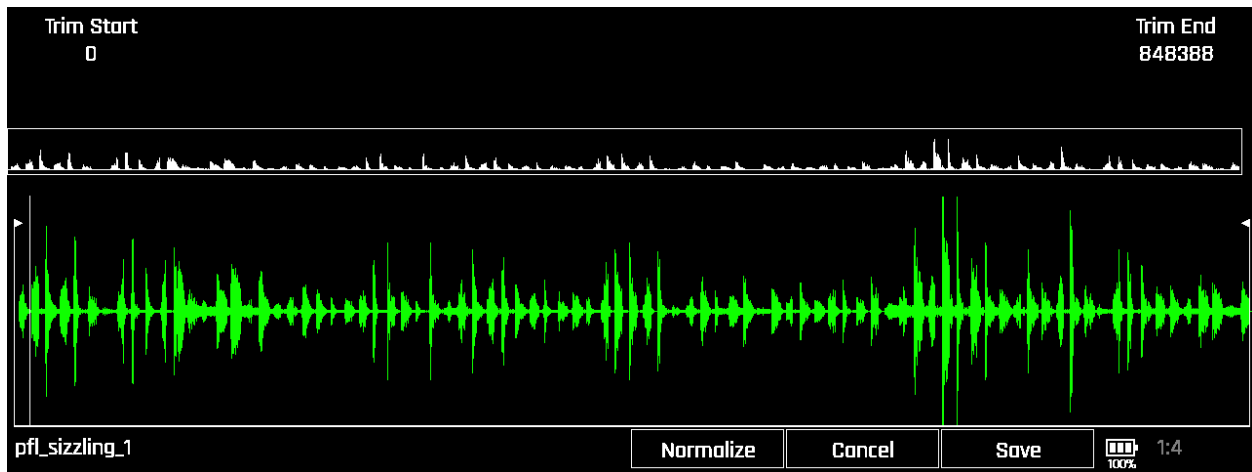 Trim Start
0
Trim End
848388
pfl_sizzling_1
Normalize
Cancel
Save
100%
1:4